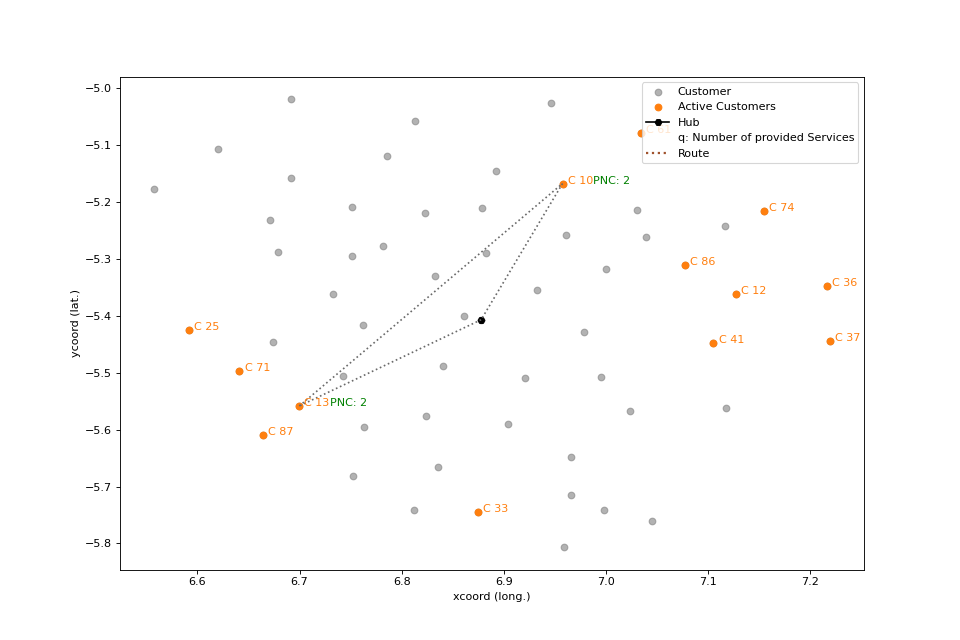 Customer
Active Customers
Hub
q: Number of provided Services
Route
C 10PNC: 2
C 74
C 86
C 36
C 12
C 25
C 41
C 37
C 71
C 13PNC: 2
C 87
C 33
−5.0
−5.1
−5.2
−5.3
−5.4
−5.5
−5.6
−5.7
−5.8
ycoord (lat.)
6.6 6.7 6.8 6.9 7.0 7.1 7.2
xcoord (long.)